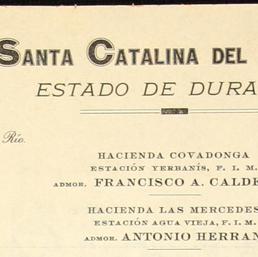 SANTA CATALINA DEL
ESTADO DE DURA
Río.
HACIENDA COVADONGA
ESTACIÓN YERBANÍS, F. I. M.
ADMOR. FRANCISCO A. CALDE
HACIENDA LAS MERCEDES
ESTACIÓN AGUA VIEJA, F. I. M.
ADMOR. ANTONIO HERRAN